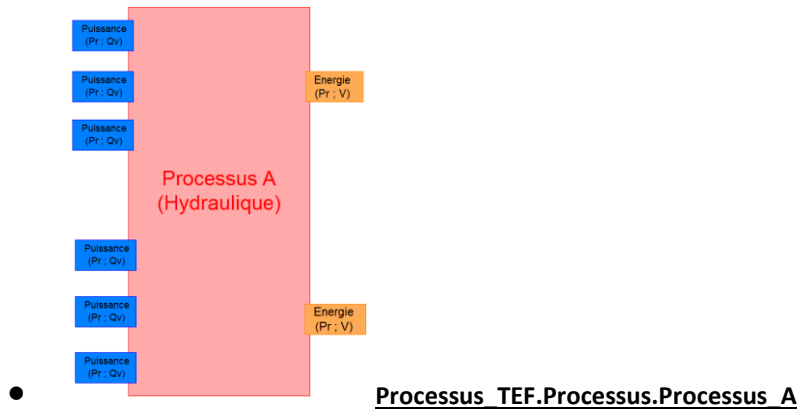 Puissance
(Pr ; Qv)
Puissance
(Pr ; Qv)
Energie
(Pr ; V)
Puissance
(Pr ; Qv)
Processus A
(Hydraulique)
Puissance
(Pr ; Qv)
Puissance
(Pr ; Qv)
Energie
(Pr ; V)
Puissance
(Pr ; Qv)
Processus_TEF.Processus.Processus_A